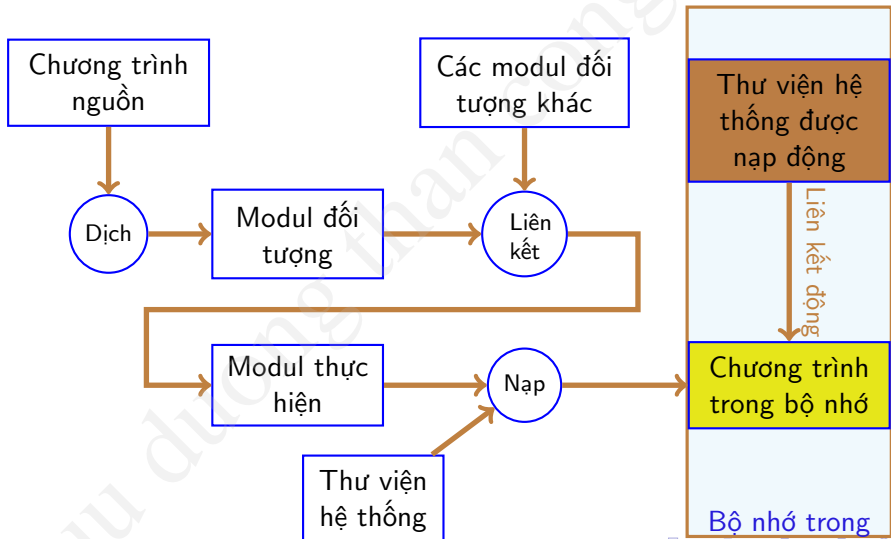 Chương trình
nguồn
Các modul đối
tượng khác
Thư viện hệ
thống được
nạp động
Dịch
Modul đối
tượng
Liên
kết
Liên kết động
Modul thực
hiện
Nạp
Chương trình
trong bộ nhớ
Thư viện
hệ thống
Bộ nhớ trong